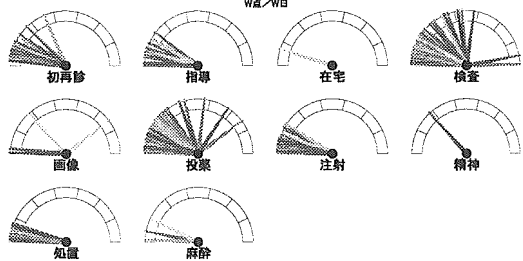 W点/W日
初再診 指導 在宅 検査
画像 投薬 注射 精神
処置 麻酔